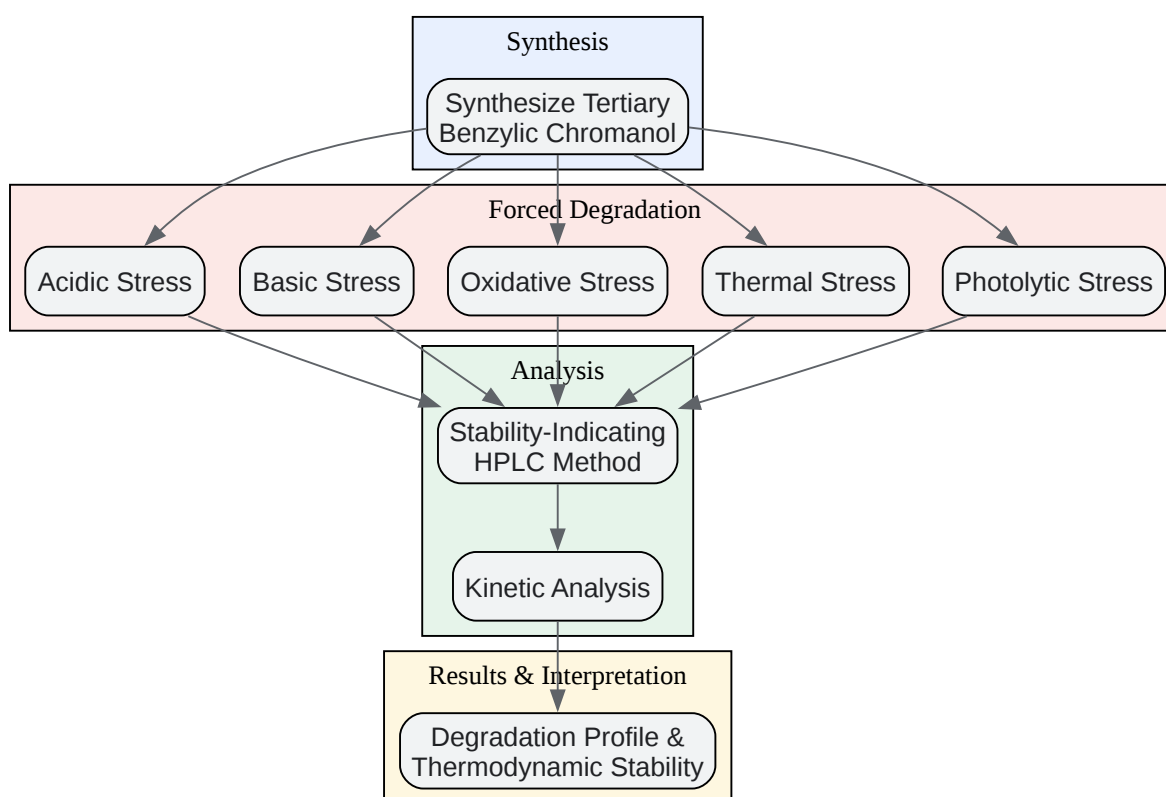 Synthesis
Synthesize Tertiary
Benzylic Chromanol
Forced Degradation
Acidic Stress
Basic Stress
Oxidative Stress
Thermal Stress
Photolytic Stress
Analysis
Stability-Indicating
HPLC Method
Kinetic Analysis
Results & Interpretation
Degradation Profile &
Thermodynamic Stability